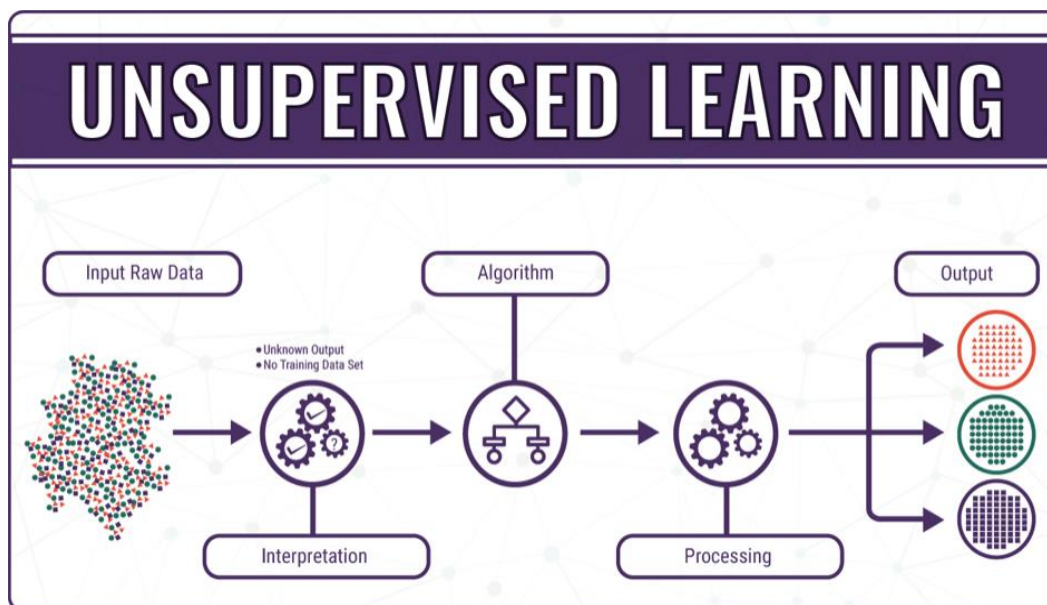 UNSUPERVISED LEARNING
Input Raw Data
Algorithm
Output
• Unknown Output
• No Training Data Set
?
Interpretation
Processing